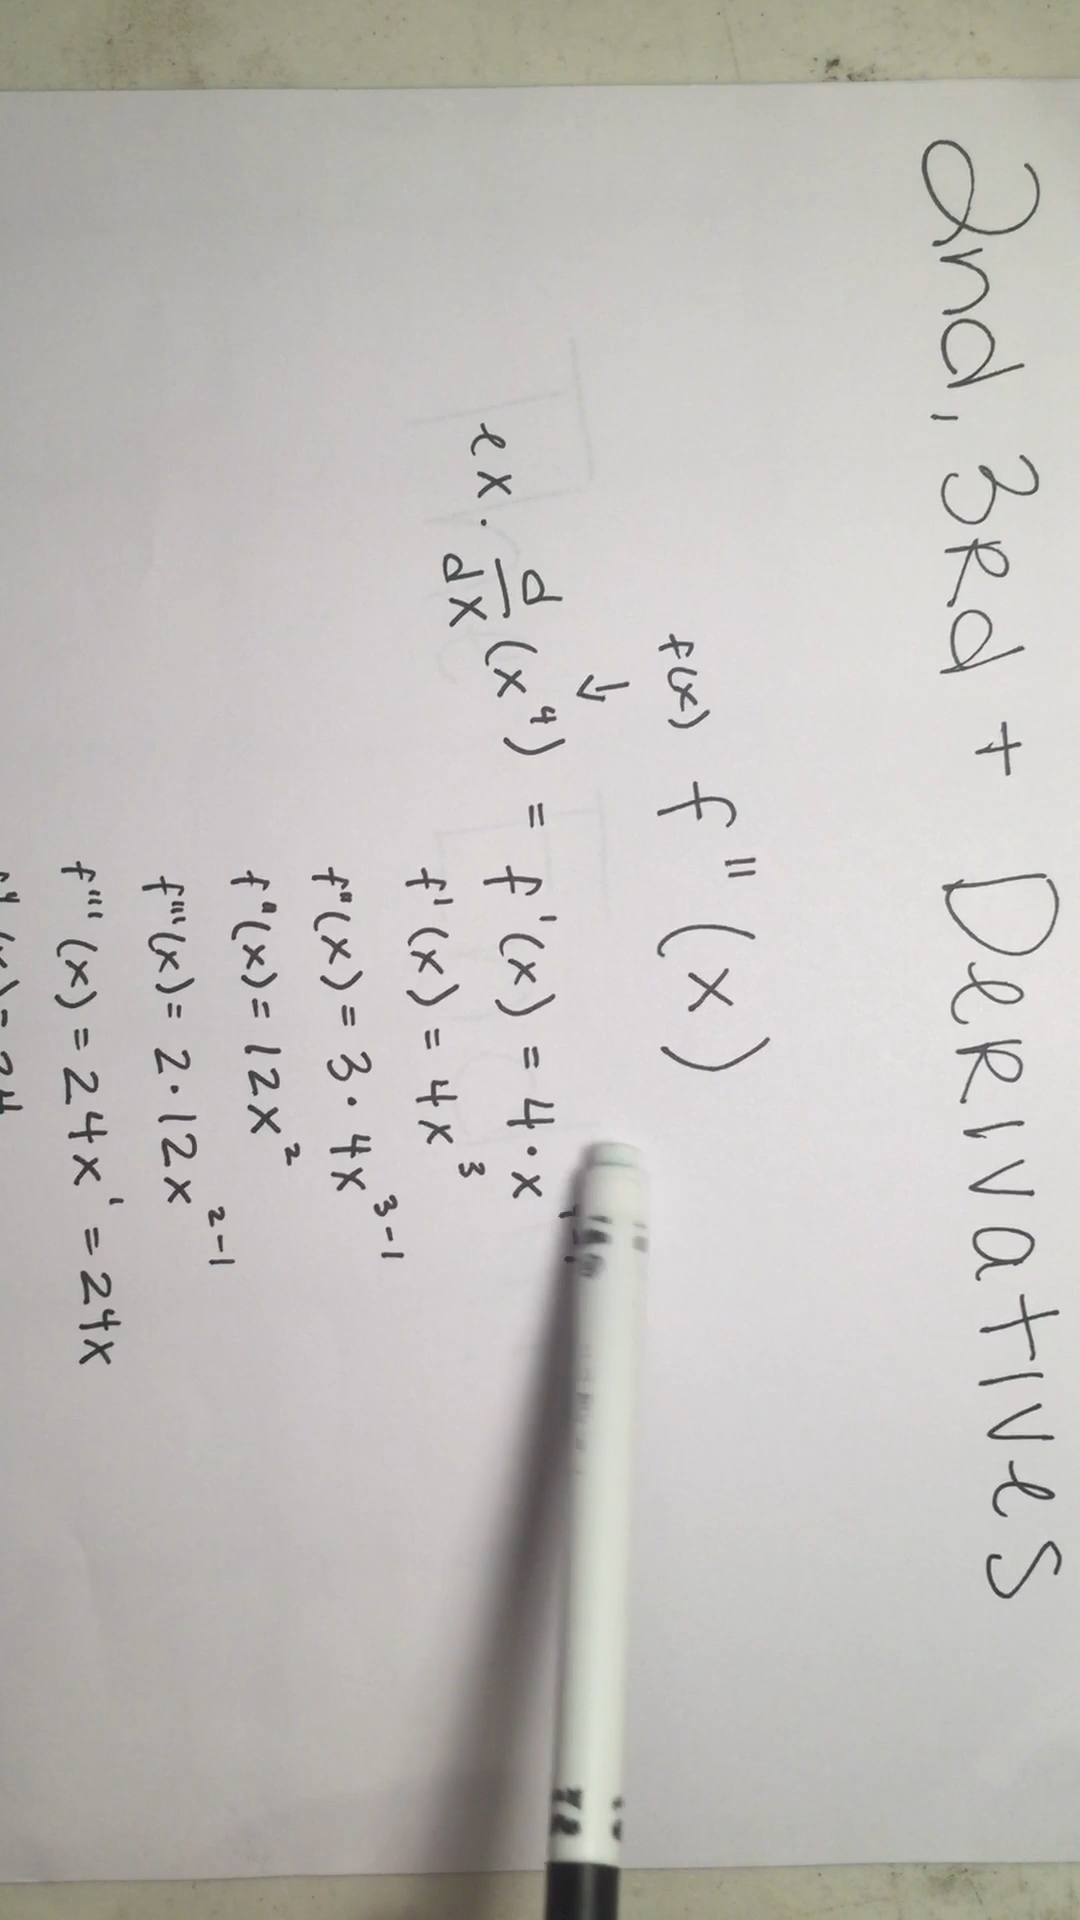 2nd, 3Rd + DeRIVatIVeS
f(x) f"(x)
↓
ex. d/dx (x⁴) = f'(x) = 4·x
f'(x) = 4x³
f"(x) = 3·4x³⁻¹
f"(x) = 12x²
f'''(x) = 2·12x²⁻¹
f'''(x) = 24x¹ = 24x